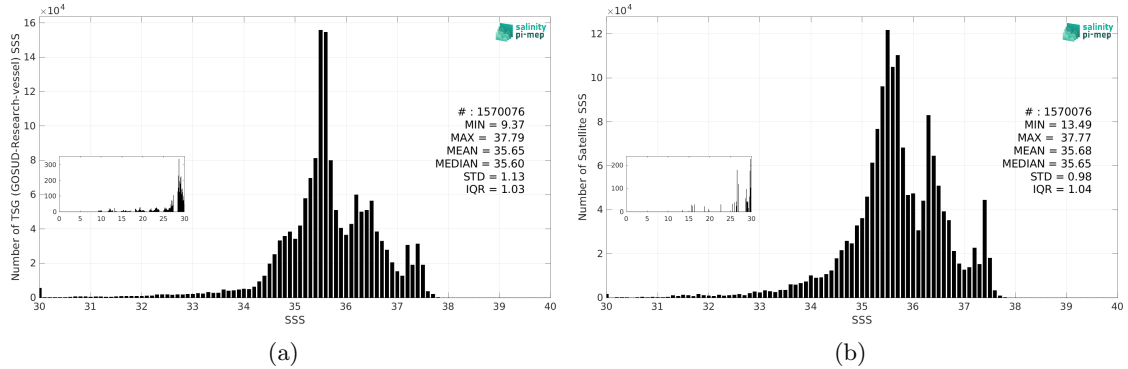 ×10⁴
salinity
pi-mep
Number of TSG (GOSUD-Research-vessel) SSS
16
14
12
10
8
6
4
2
0
# : 1570076
MIN = 9.37
MAX = 37.79
MEAN = 35.65
MEDIAN = 35.60
STD = 1.13
IQR = 1.03
300
200
100
0
0 5 10 15 20 25 30
30 31 32 33 34 35 36 37 38 39 40
SSS
(a)
×10⁴
salinity
pi-mep
Number of Satellite SSS
12
10
8
6
4
2
0
# : 1570076
MIN = 13.49
MAX = 37.77
MEAN = 35.68
MEDIAN = 35.65
STD = 0.98
IQR = 1.04
200
100
0
0 5 10 15 20 25 30
30 31 32 33 34 35 36 37 38 39 40
SSS
(b)